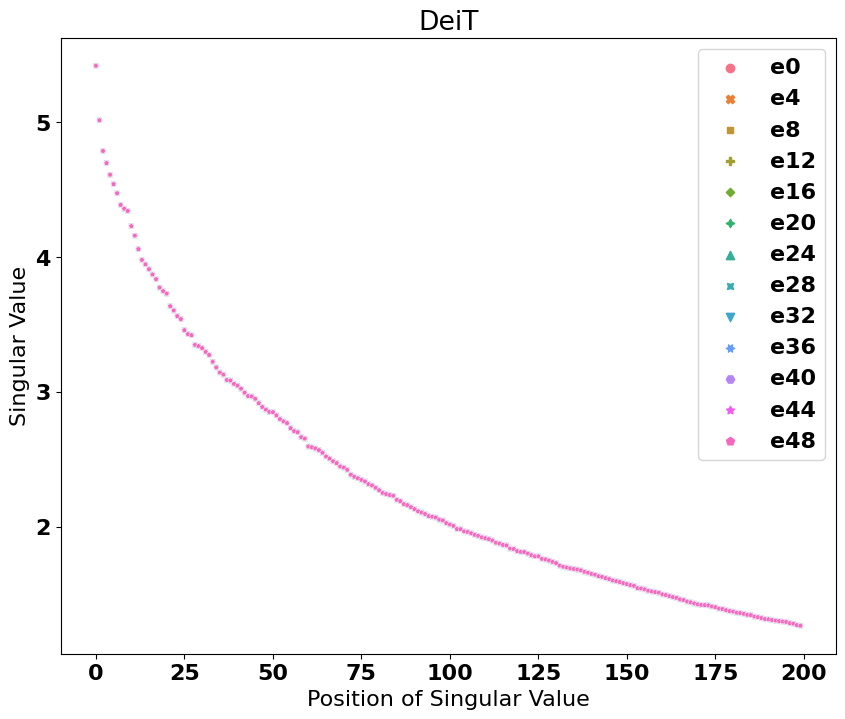 DeiT
e0
e4
e8
e12
e16
e20
e24
e28
e32
e36
e40
e44
e48
Singular Value
5
4
3
2
0 25 50 75 100 125 150 175 200
Position of Singular Value